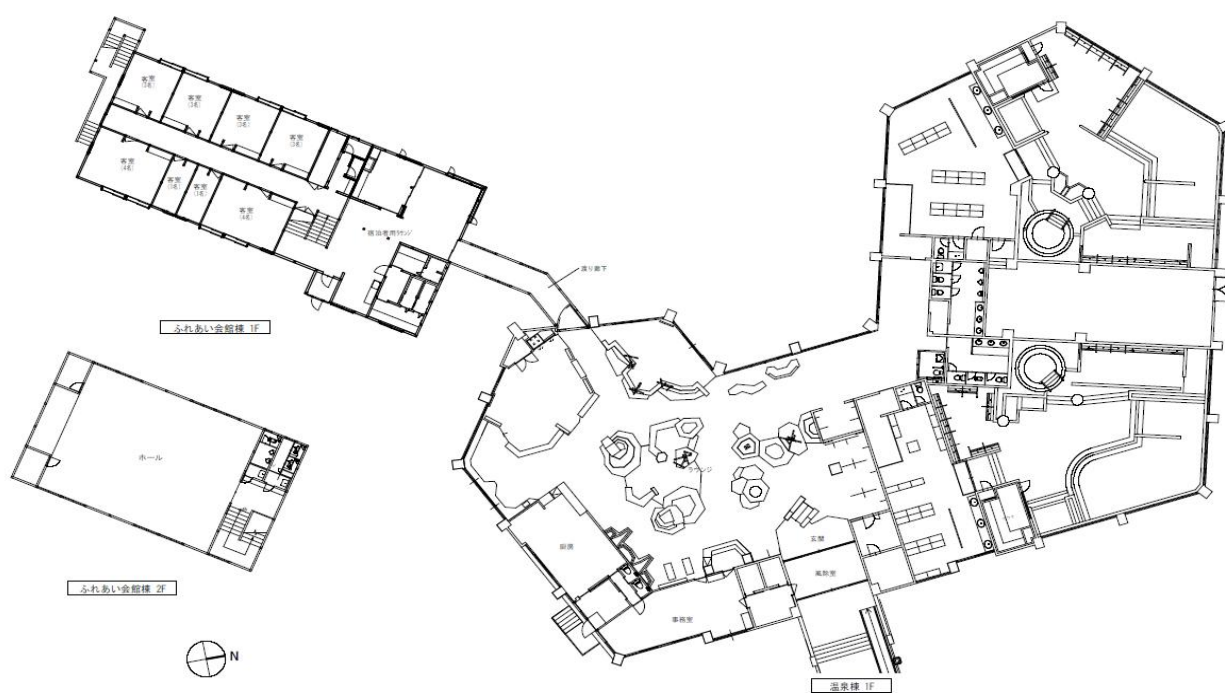 客室
(3名)
客室
(3名)
客室
(3名)
客室
(3名)
客室
(4名)
客室
(1名)
客室
(1名)
客室
(4名)
宿泊者用ラウンジ
渡り廊下
ふれあい会館棟 1F
ホール
ラウンジ
厨房
玄関
風除室
事務室
ふれあい会館棟 2F
N
温泉棟 1F